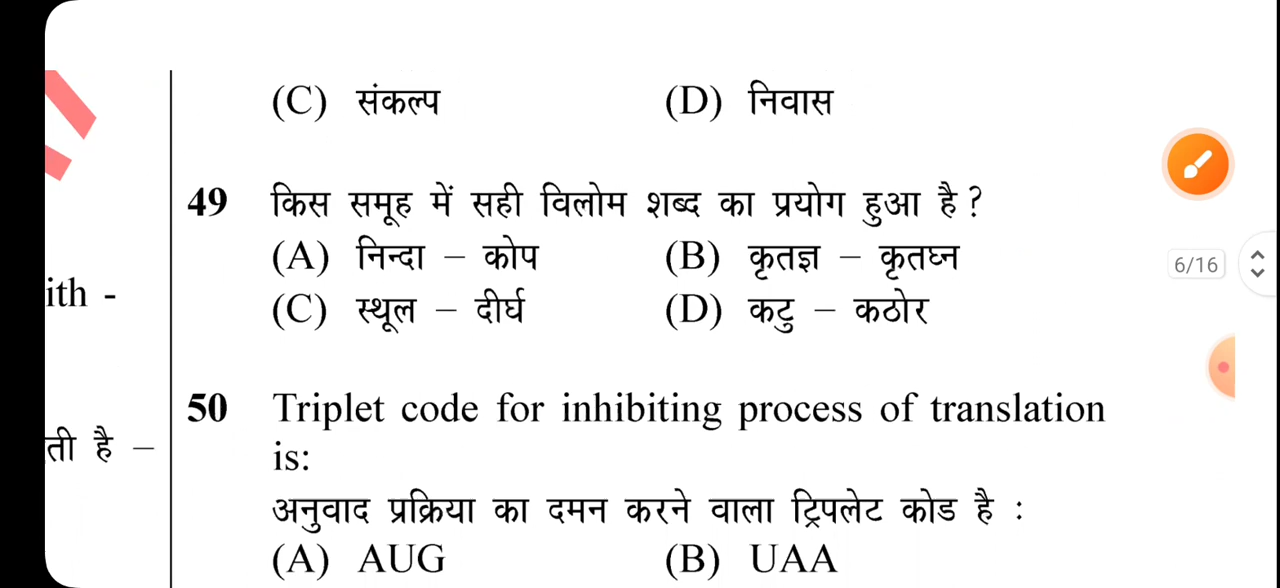 (C) संकल्प (D) निवास
49 किस समूह में सही विलोम शब्द का प्रयोग हुआ है ?
(A) निन्दा – कोप (B) कृतज्ञ – कृतघ्न
6/16
ith -
(C) स्थूल – दीर्घ (D) कटु – कठोर
50 Triplet code for inhibiting process of translation
is:
ती है –
अनुवाद प्रक्रिया का दमन करने वाला ट्रिपलेट कोड है :
(A) AUG (B) UAA